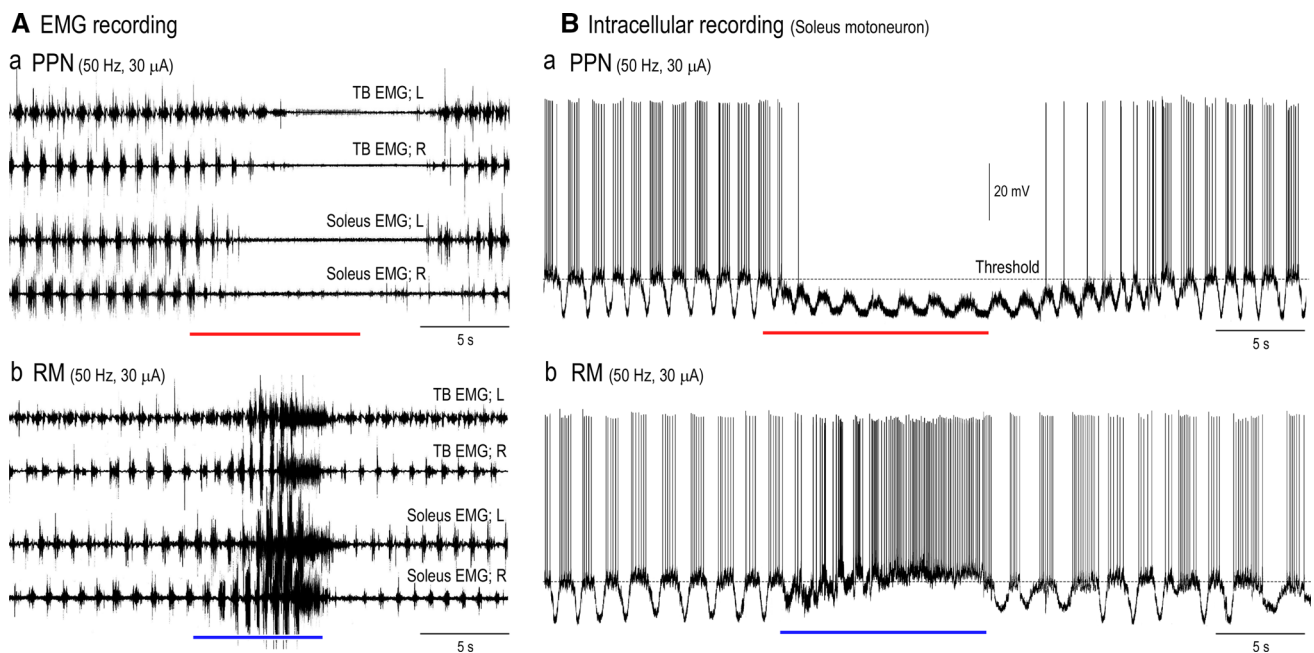 A EMG recording
a PPN (50 Hz, 30 μA)
TB EMG; L
TB EMG; R
Soleus EMG; L
Soleus EMG; R
5 s
b RM (50 Hz, 30 μA)
TB EMG; L
TB EMG; R
Soleus EMG; L
Soleus EMG; R
5 s
B Intracellular recording (Soleus motoneuron)
a PPN (50 Hz, 30 μA)
20 mV
Threshold
5 s
b RM (50 Hz, 30 μA)
5 s